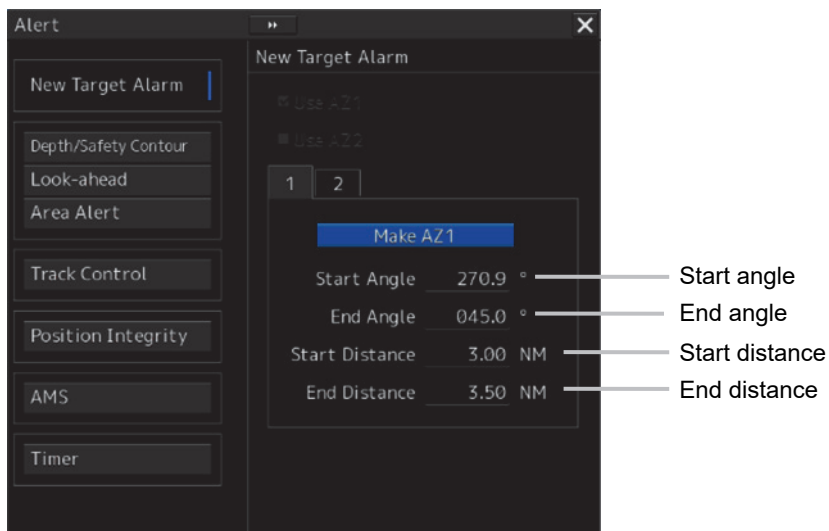 Alert
New Target Alarm
Depth/Safety Contour
Look-ahead
Area Alert
Track Control
Position Integrity
AMS
Timer
New Target Alarm
Use AZ1
Use AZ2
1 2
Make AZ1
Start Angle 270.9 °
End Angle 045.0 °
Start Distance 3.00 NM
End Distance 3.50 NM
Start angle
End angle
Start distance
End distance